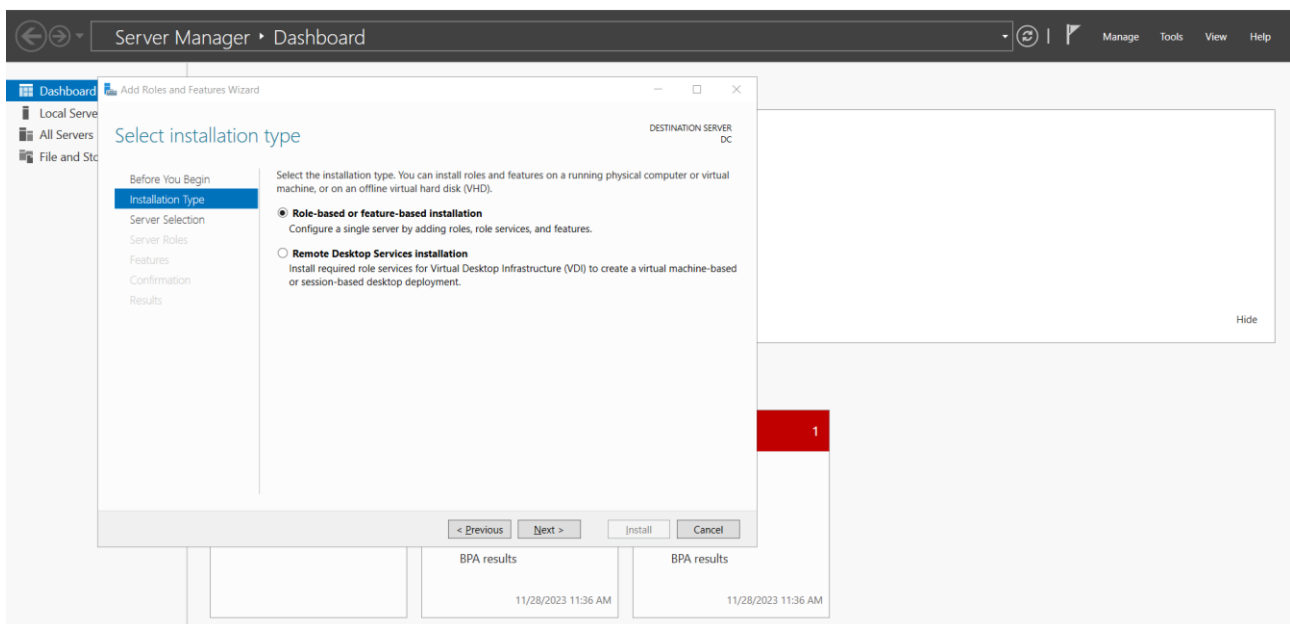 Server Manager ‣ Dashboard
Manage Tools View Help
Dashboard
Local Serve
All Servers
File and Sto
Add Roles and Features Wizard
Select installation type
DESTINATION SERVER
DC
Before You Begin
Installation Type
Server Selection
Server Roles
Features
Confirmation
Results
Select the installation type. You can install roles and features on a running physical computer or virtual
machine, or on an offline virtual hard disk (VHD).
Role-based or feature-based installation
Configure a single server by adding roles, role services, and features.
Remote Desktop Services installation
Install required role services for Virtual Desktop Infrastructure (VDI) to create a virtual machine-based
or session-based desktop deployment.
< Previous Next > Install Cancel
Hide
1
BPA results
11/28/2023 11:36 AM
BPA results
11/28/2023 11:36 AM